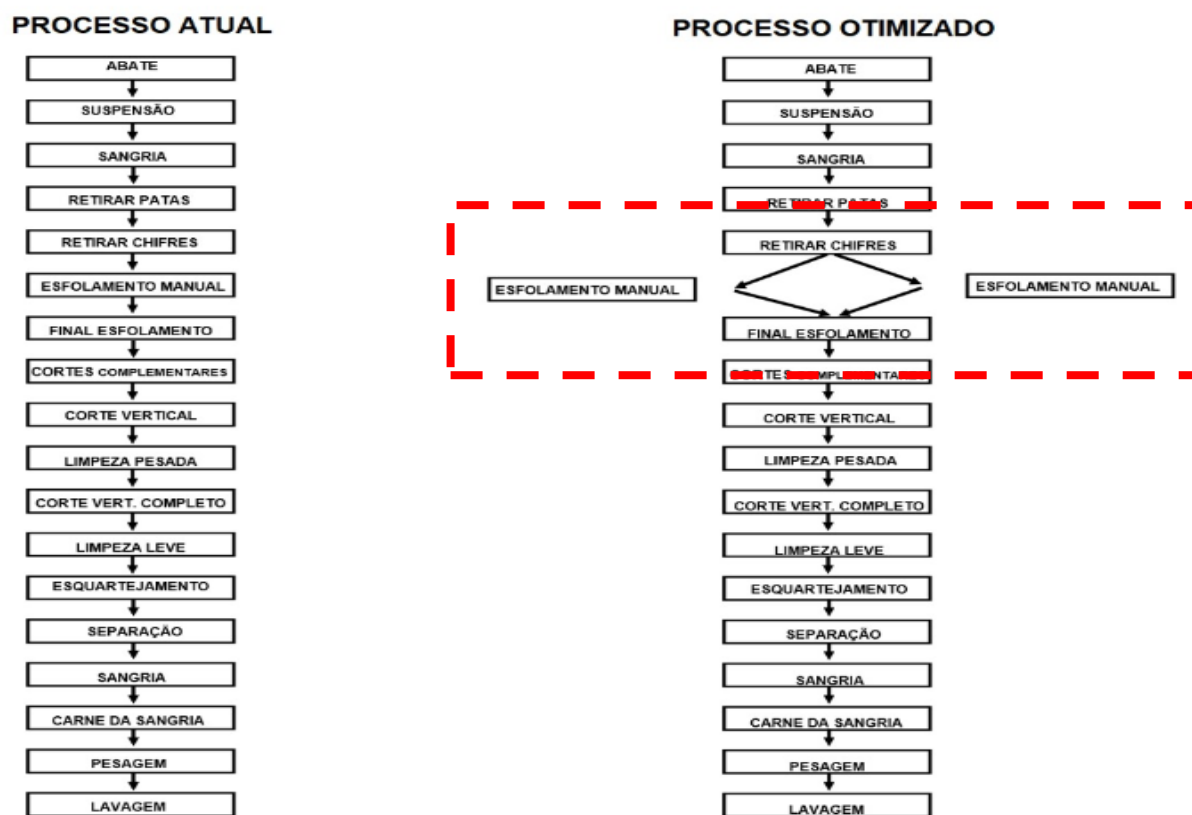 PROCESSO ATUAL
ABATE
SUSPENSÃO
SANGRIA
RETIRAR PATAS
RETIRAR CHIFRES
ESFOLAMENTO MANUAL
FINAL ESFOLAMENTO
CORTES COMPLEMENTARES
CORTE VERTICAL
LIMPEZA PESADA
CORTE VERT. COMPLETO
LIMPEZA LEVE
ESQUARTEJAMENTO
SEPARAÇÃO
SANGRIA
CARNE DA SANGRIA
PESAGEM
LAVAGEM
PROCESSO OTIMIZADO
ABATE
SUSPENSÃO
SANGRIA
RETIRAR PATAS
RETIRAR CHIFRES
ESFOLAMENTO MANUAL
ESFOLAMENTO MANUAL
FINAL ESFOLAMENTO
CORTES COMPLEMENTARES
CORTE VERTICAL
LIMPEZA PESADA
CORTE VERT. COMPLETO
LIMPEZA LEVE
ESQUARTEJAMENTO
SEPARAÇÃO
SANGRIA
CARNE DA SANGRIA
PESAGEM
LAVAGEM